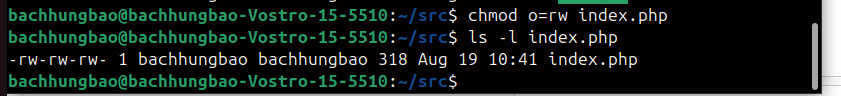 bachhungbao@bachhungbao-Vostro-15-5510:~/src$ chmod o=rw index.php
bachhungbao@bachhungbao-Vostro-15-5510:~/src$ ls -l index.php
-rw-rw-rw- 1 bachhungbao bachhungbao 318 Aug 19 10:41 index.php
bachhungbao@bachhungbao-Vostro-15-5510:~/src$